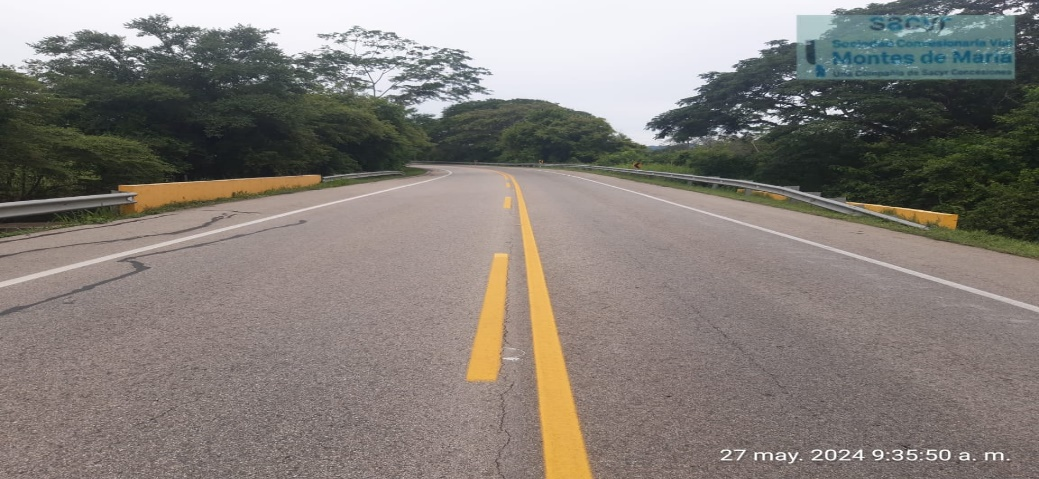 Sacyr
Sociedad Concesionaria Vial
Montes de María
Una Compañía de Sacyr Concesiones
27 may. 2024 9:35:50 a. m.